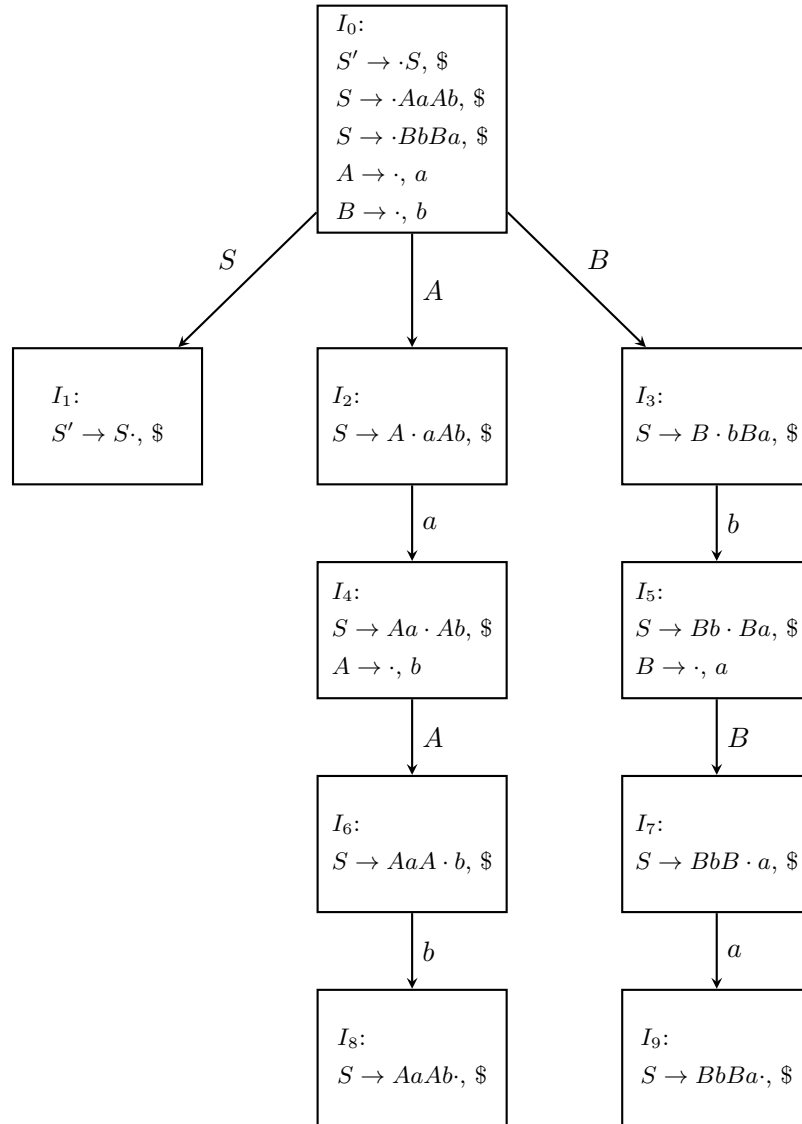 I₀:
S′ → ·S, $
S → ·AaAb, $
S → ·BbBa, $
A → ·, a
B → ·, b
S
A
B
I₁:
S′ → S·, $
I₂:
S → A · aAb, $
I₃:
S → B · bBa, $
a
b
I₄:
S → Aa · Ab, $
A → ·, b
I₅:
S → Bb · Ba, $
B → ·, a
A
B
I₆:
S → AaA · b, $
I₇:
S → BbB · a, $
b
a
I₈:
S → AaAb·, $
I₉:
S → BbBa·, $